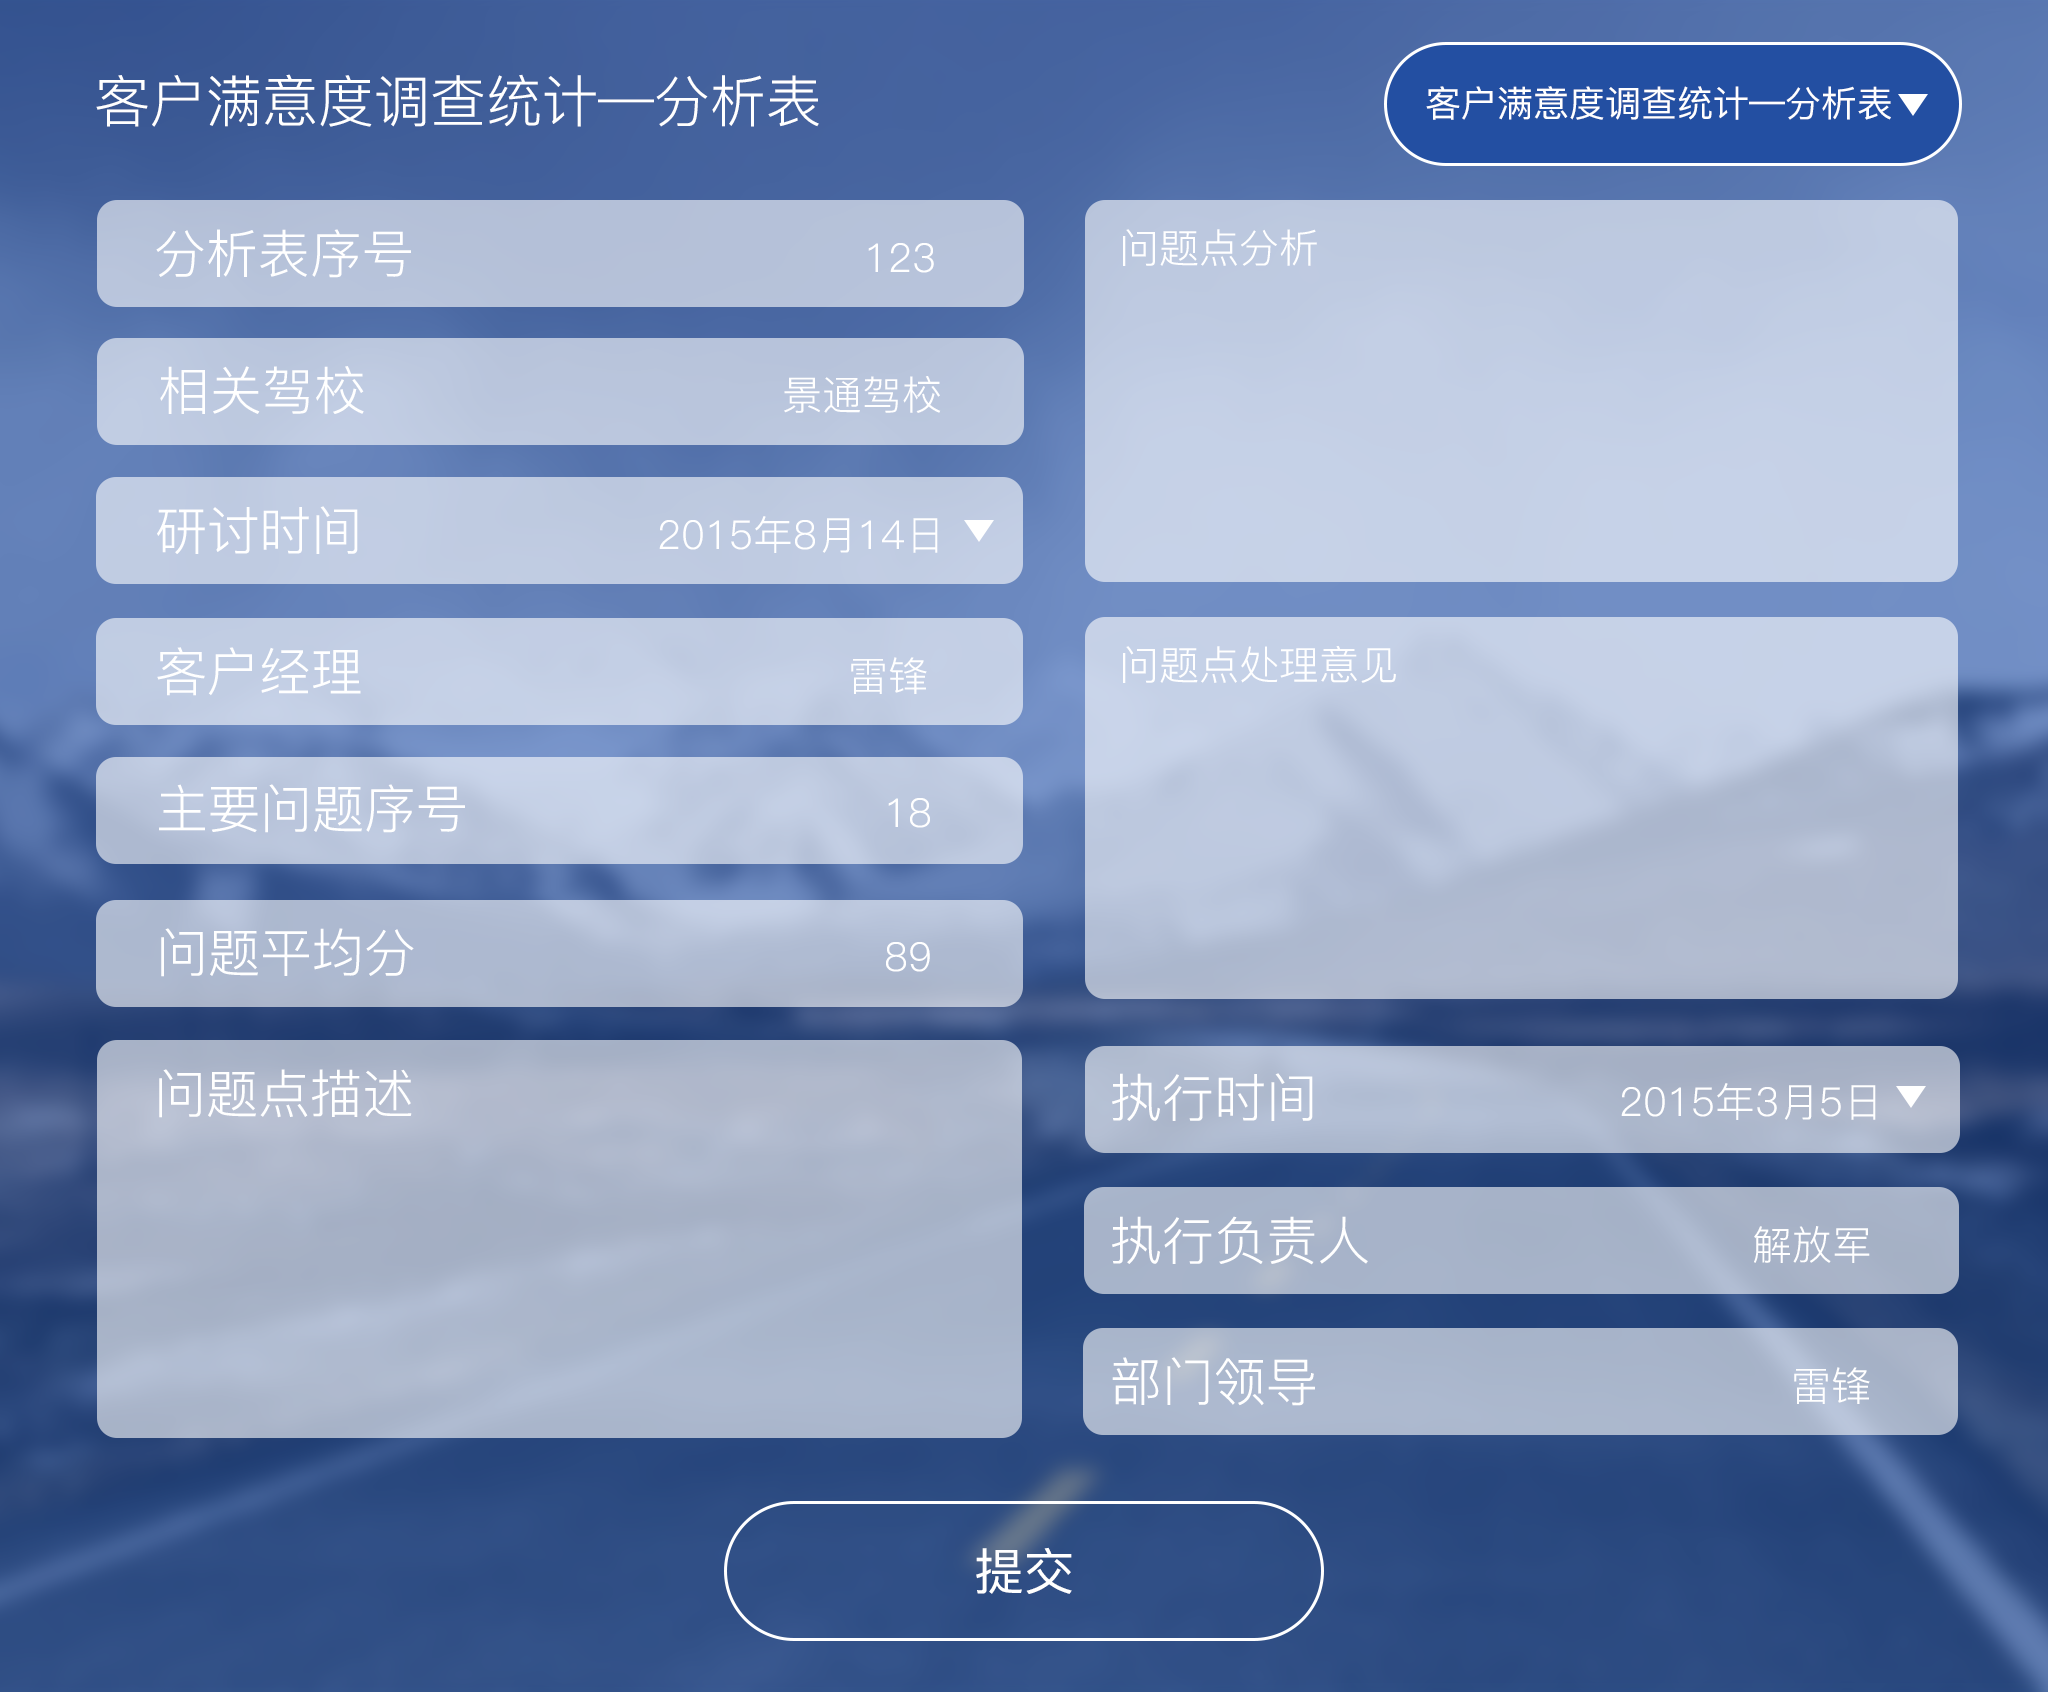 客户满意度调查统计—分析表
客户满意度调查统计—分析表▼
分析表序号 123
相关驾校 景通驾校
研讨时间 2015年8月14日 ▼
客户经理 雷锋
主要问题序号 18
问题平均分 89
问题点描述
问题点分析
问题点处理意见
执行时间 2015年3月5日 ▼
执行负责人 解放军
部门领导 雷锋
提交